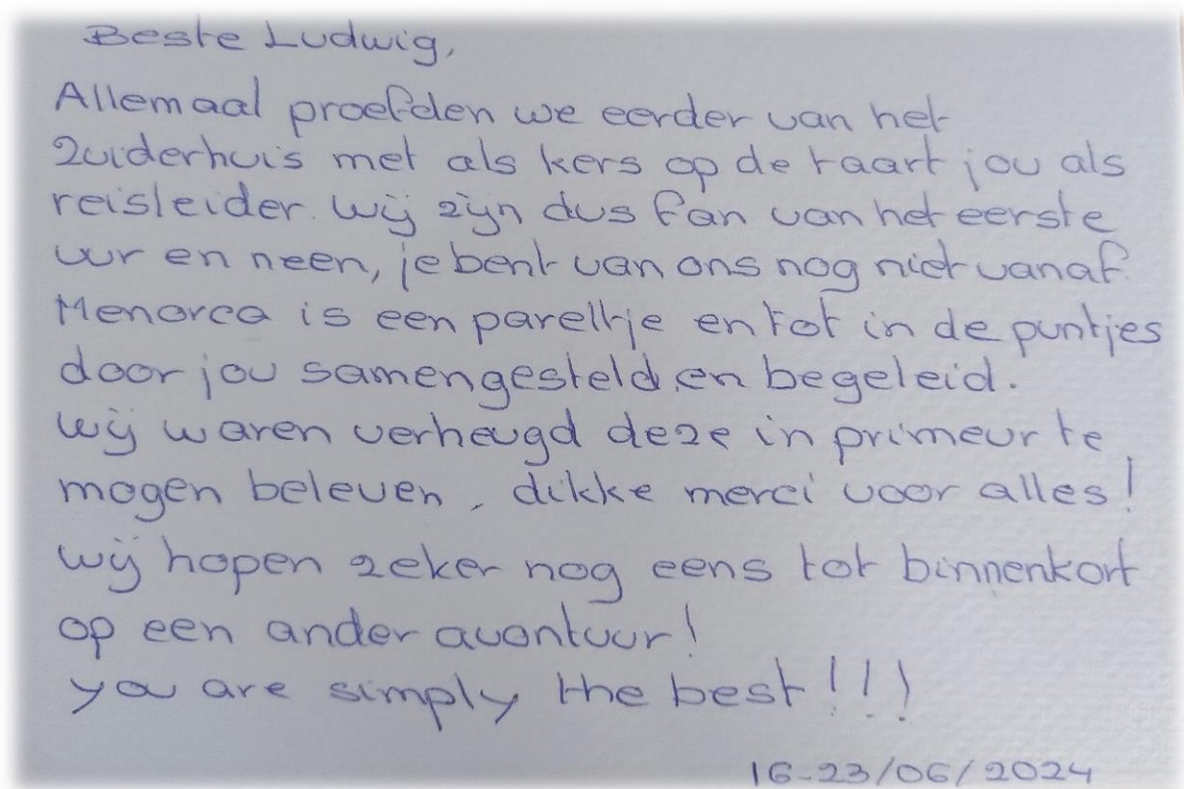 Beste Ludwig,
Allemaal proefden we eerder van het
Zuiderhuis met als kers op de taart jou als
reisleider. Wij zijn dus fan van het eerste
uur en neen, je bent van ons nog niet vanaf.
Menorca is een pareltje en tot in de puntjes
door jou samengesteld en begeleid.
Wij waren verheugd deze in primeur te
mogen beleven, dikke merci voor alles!
Wij hopen zeker nog eens tot binnenkort
op een ander avontuur!
you are simply the best!!!
16-23/06/2024